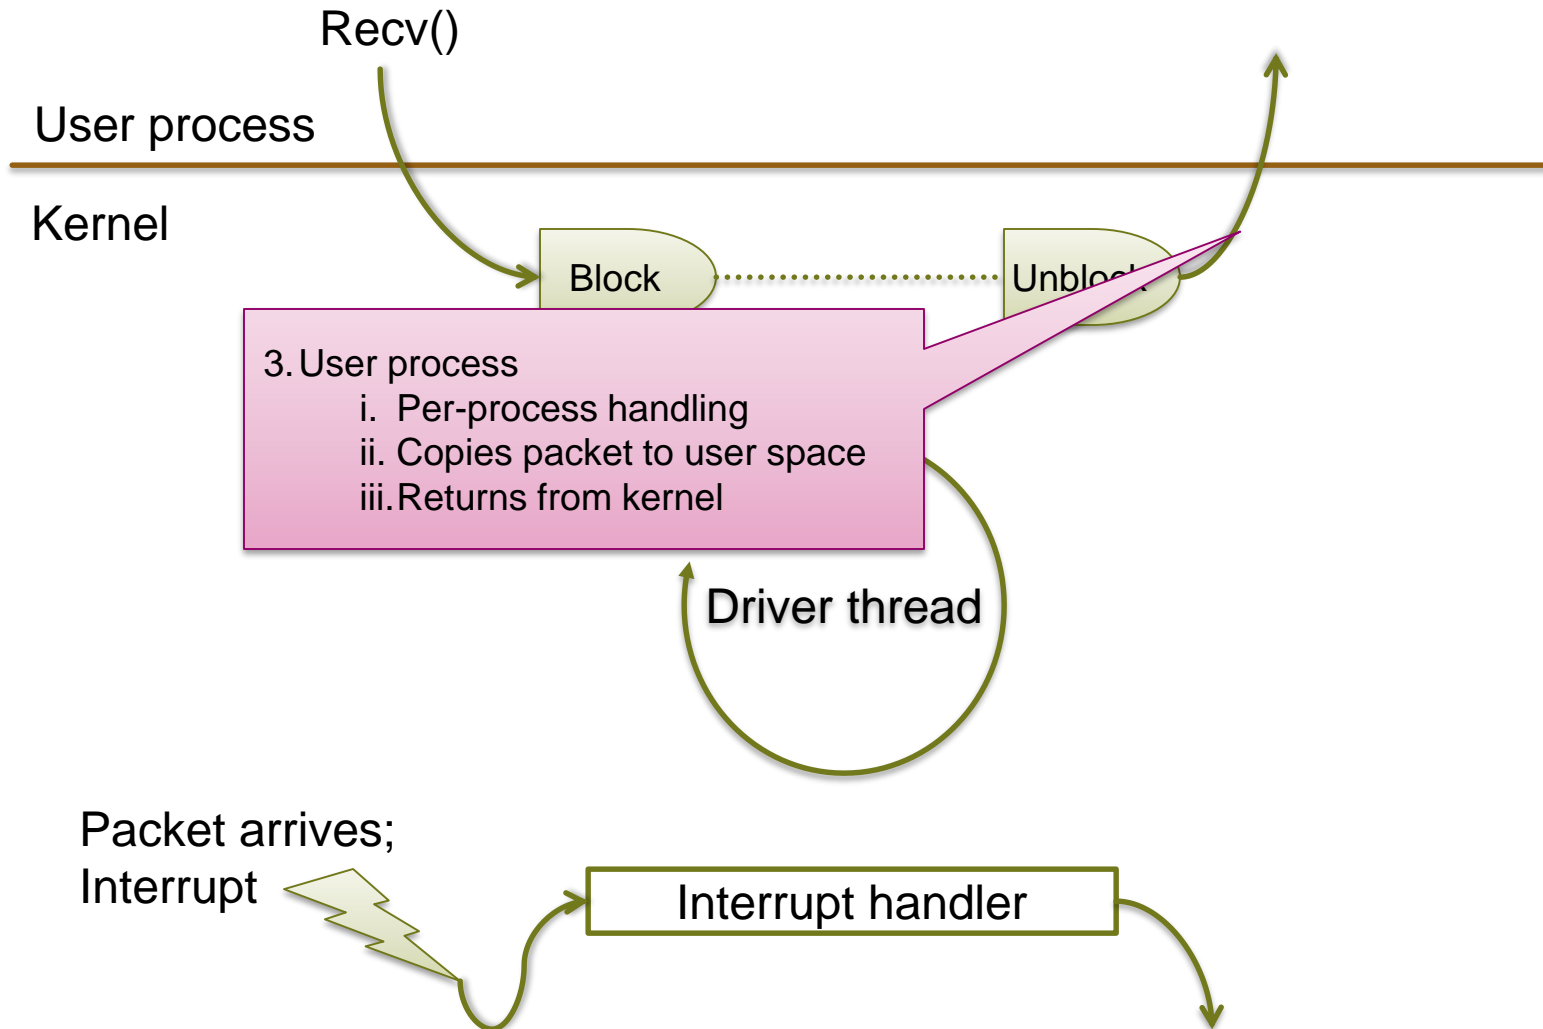 Recv()
User process
Kernel
Block
Unblock
3. User process
i. Per-process handling
ii. Copies packet to user space
iii. Returns from kernel
Driver thread
Packet arrives;
Interrupt
Interrupt handler